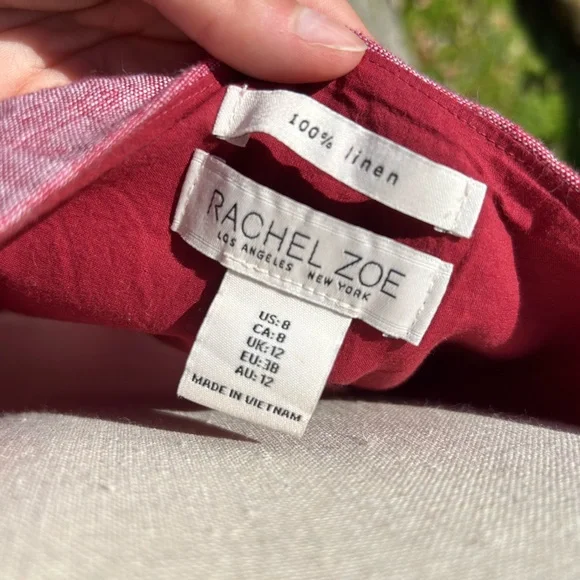 100% linen
RACHEL ZOE
LOS ANGELES NEW YORK
US: 8
CA: 8
UK: 12
EU: 38
AU: 12
MADE IN VIETNAM